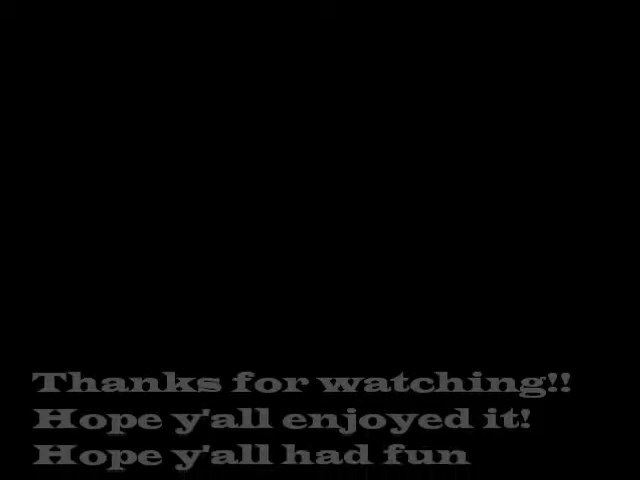 Thanks for watching!!
Hope y'all enjoyed it!
Hope y'all had fun